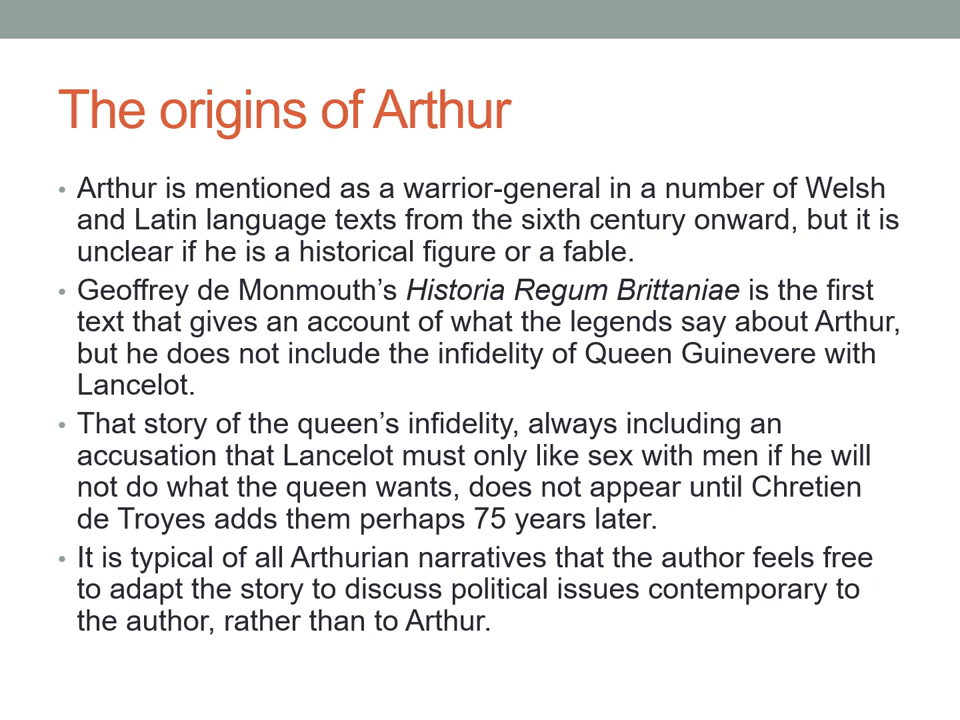 The origins of Arthur
• Arthur is mentioned as a warrior-general in a number of Welsh
and Latin language texts from the sixth century onward, but it is
unclear if he is a historical figure or a fable.
• Geoffrey de Monmouth’s Historia Regum Brittaniae is the first
text that gives an account of what the legends say about Arthur,
but he does not include the infidelity of Queen Guinevere with
Lancelot.
• That story of the queen’s infidelity, always including an
accusation that Lancelot must only like sex with men if he will
not do what the queen wants, does not appear until Chretien
de Troyes adds them perhaps 75 years later.
• It is typical of all Arthurian narratives that the author feels free
to adapt the story to discuss political issues contemporary to
the author, rather than to Arthur.